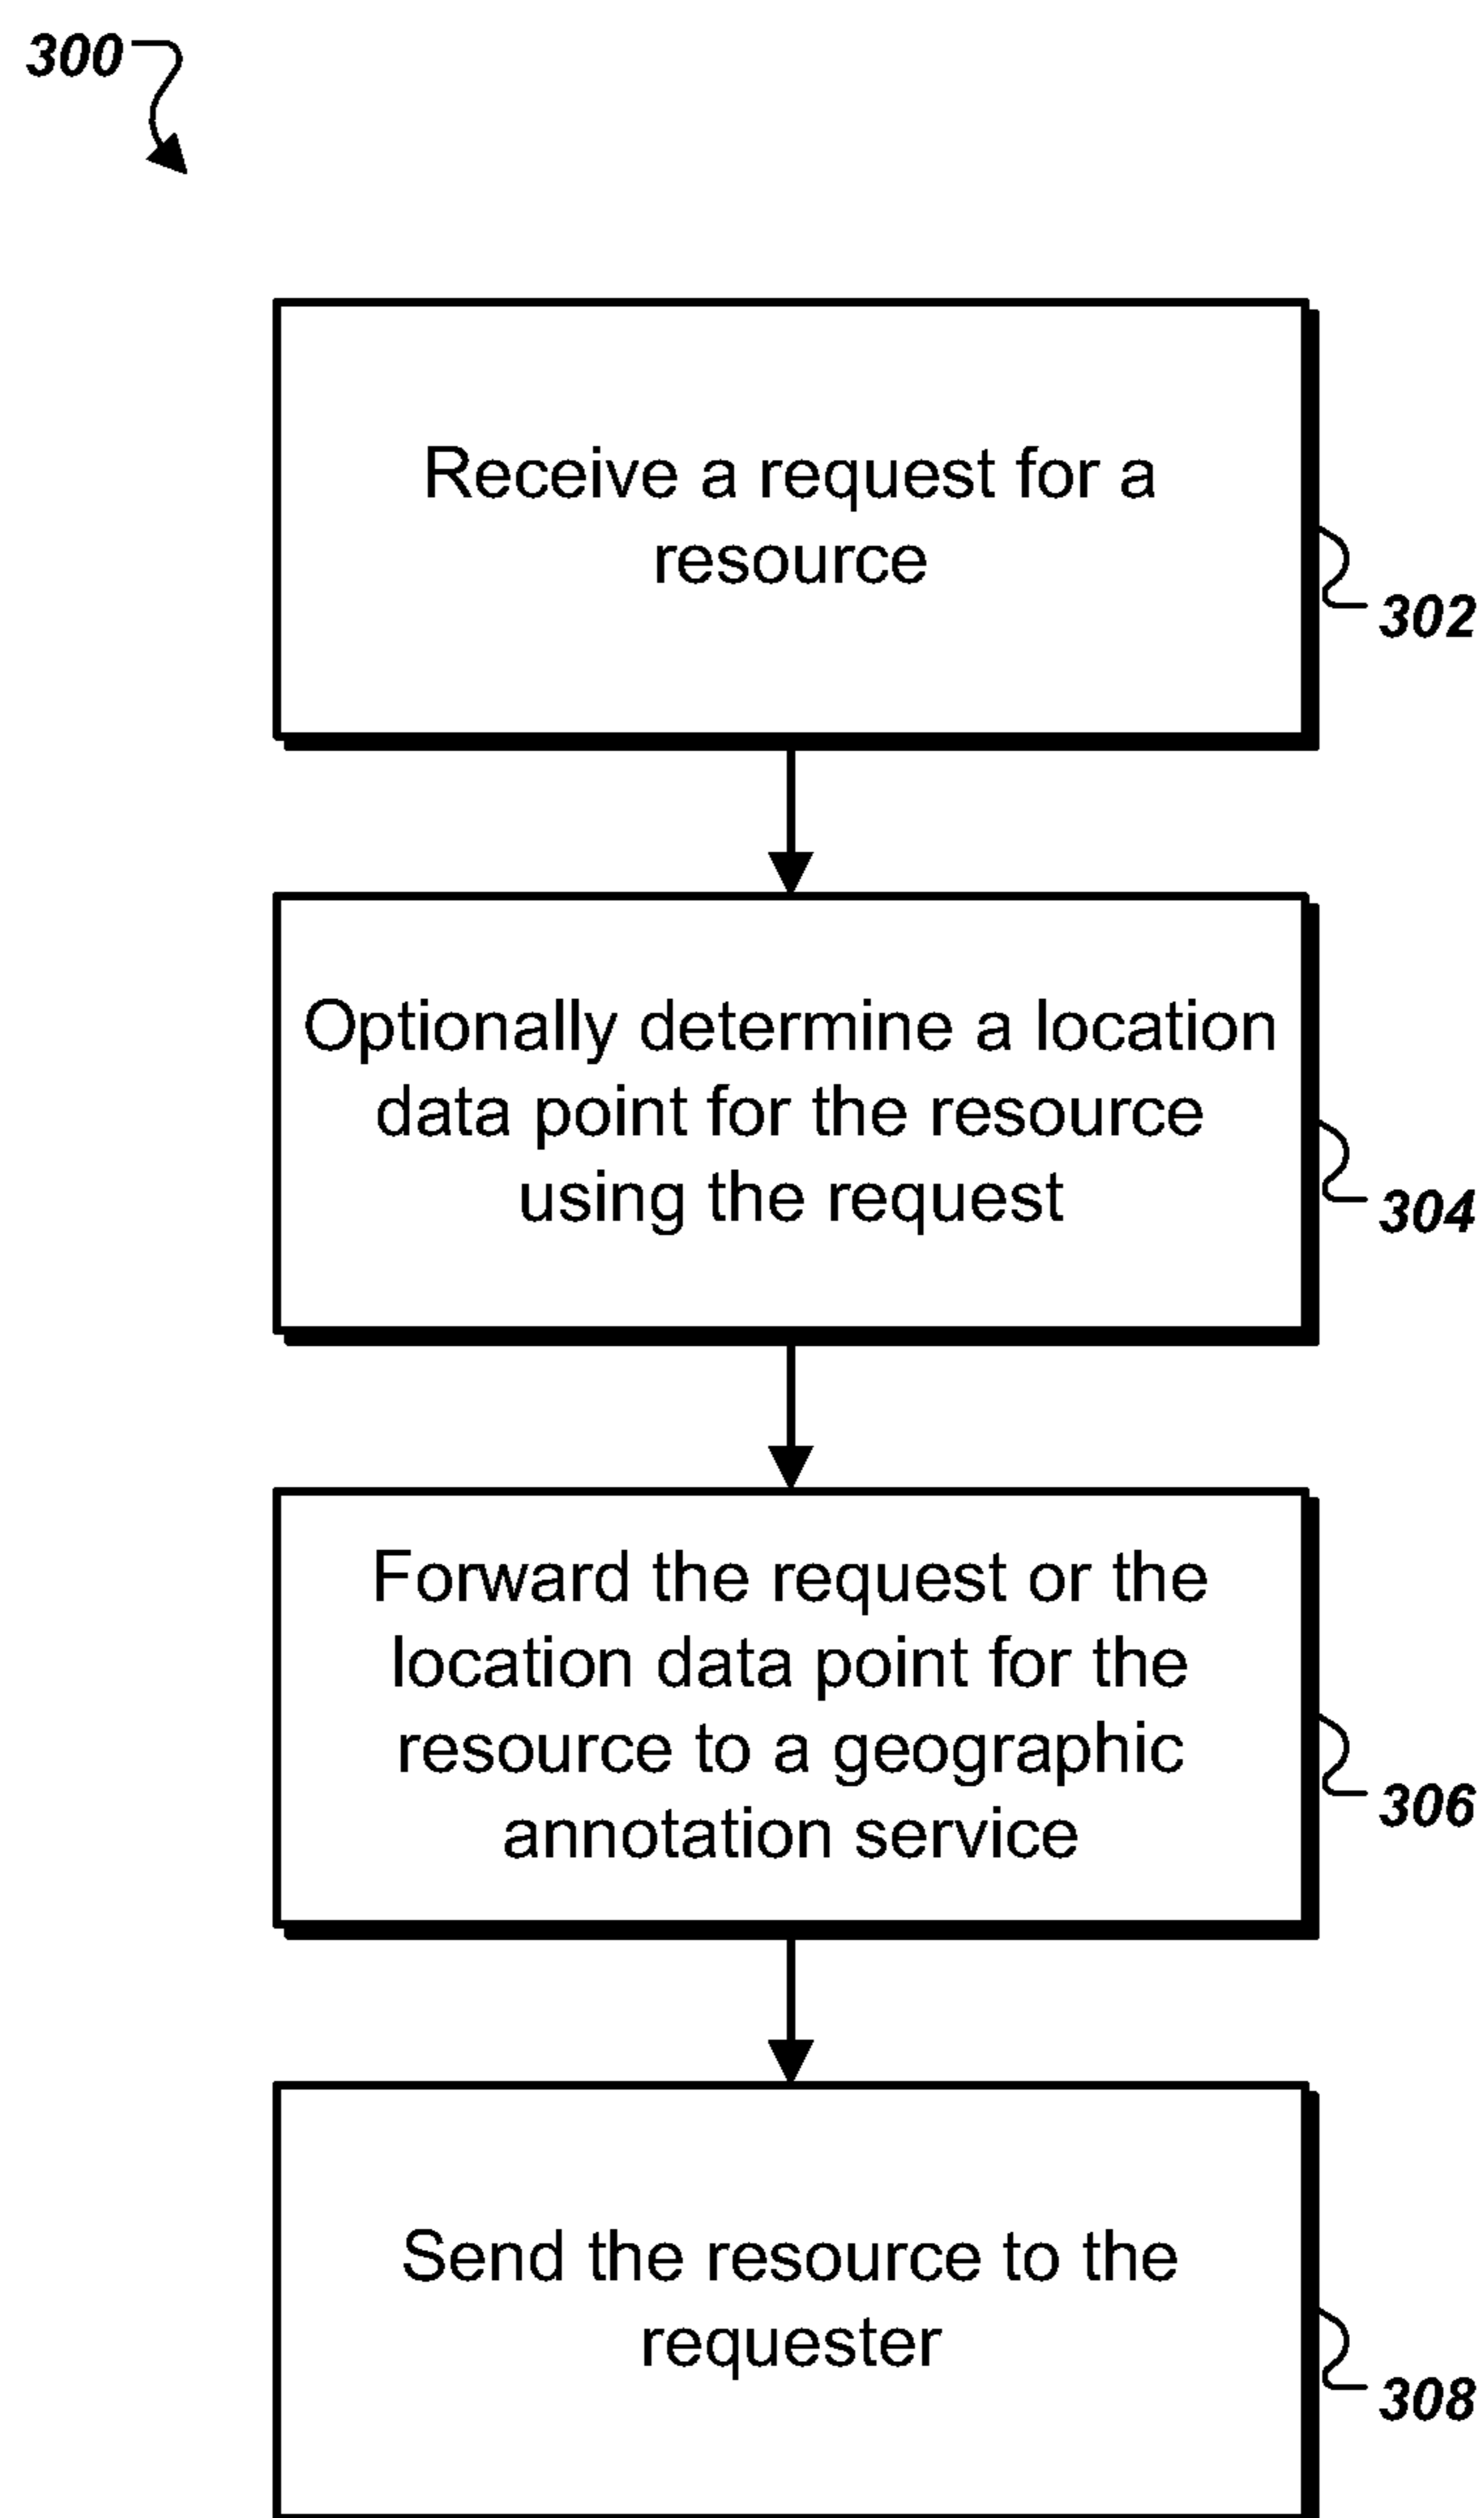 300
Receive a request for a
resource
302
Optionally determine a location
data point for the resource
using the request
304
Forward the request or the
location data point for the
resource to a geographic
annotation service
306
Send the resource to the
requester
308